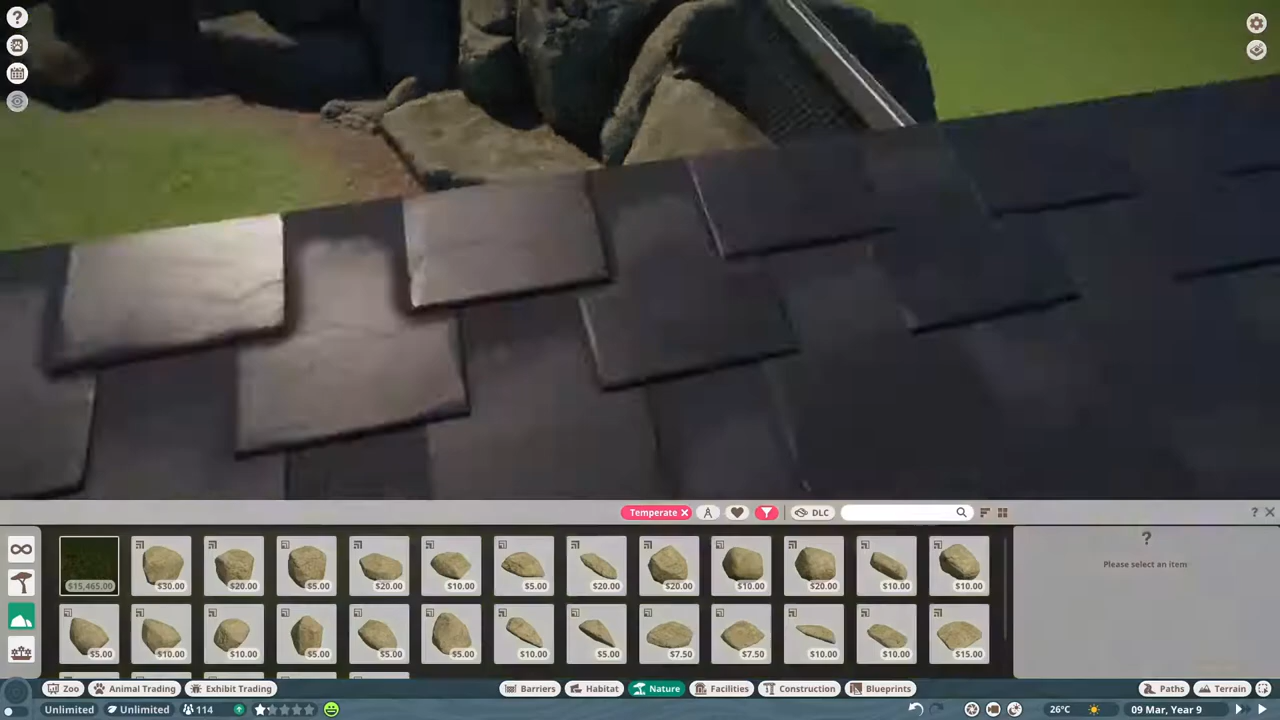 Temperate
DLC
$15,465.00 $30.00 $20.00 $5.00 $20.00 $10.00 $5.00 $20.00 $20.00 $10.00 $20.00 $10.00 $10.00
$5.00 $10.00 $10.00 $5.00 $5.00 $5.00 $10.00 $5.00 $7.50 $7.50 $10.00 $10.00 $15.00
?
Please select an item
Zoo Animal Trading Exhibit Trading Barriers Habitat Nature Facilities Construction Blueprints Paths Terrain
Unlimited Unlimited 114 26°C 09 Mar, Year 9